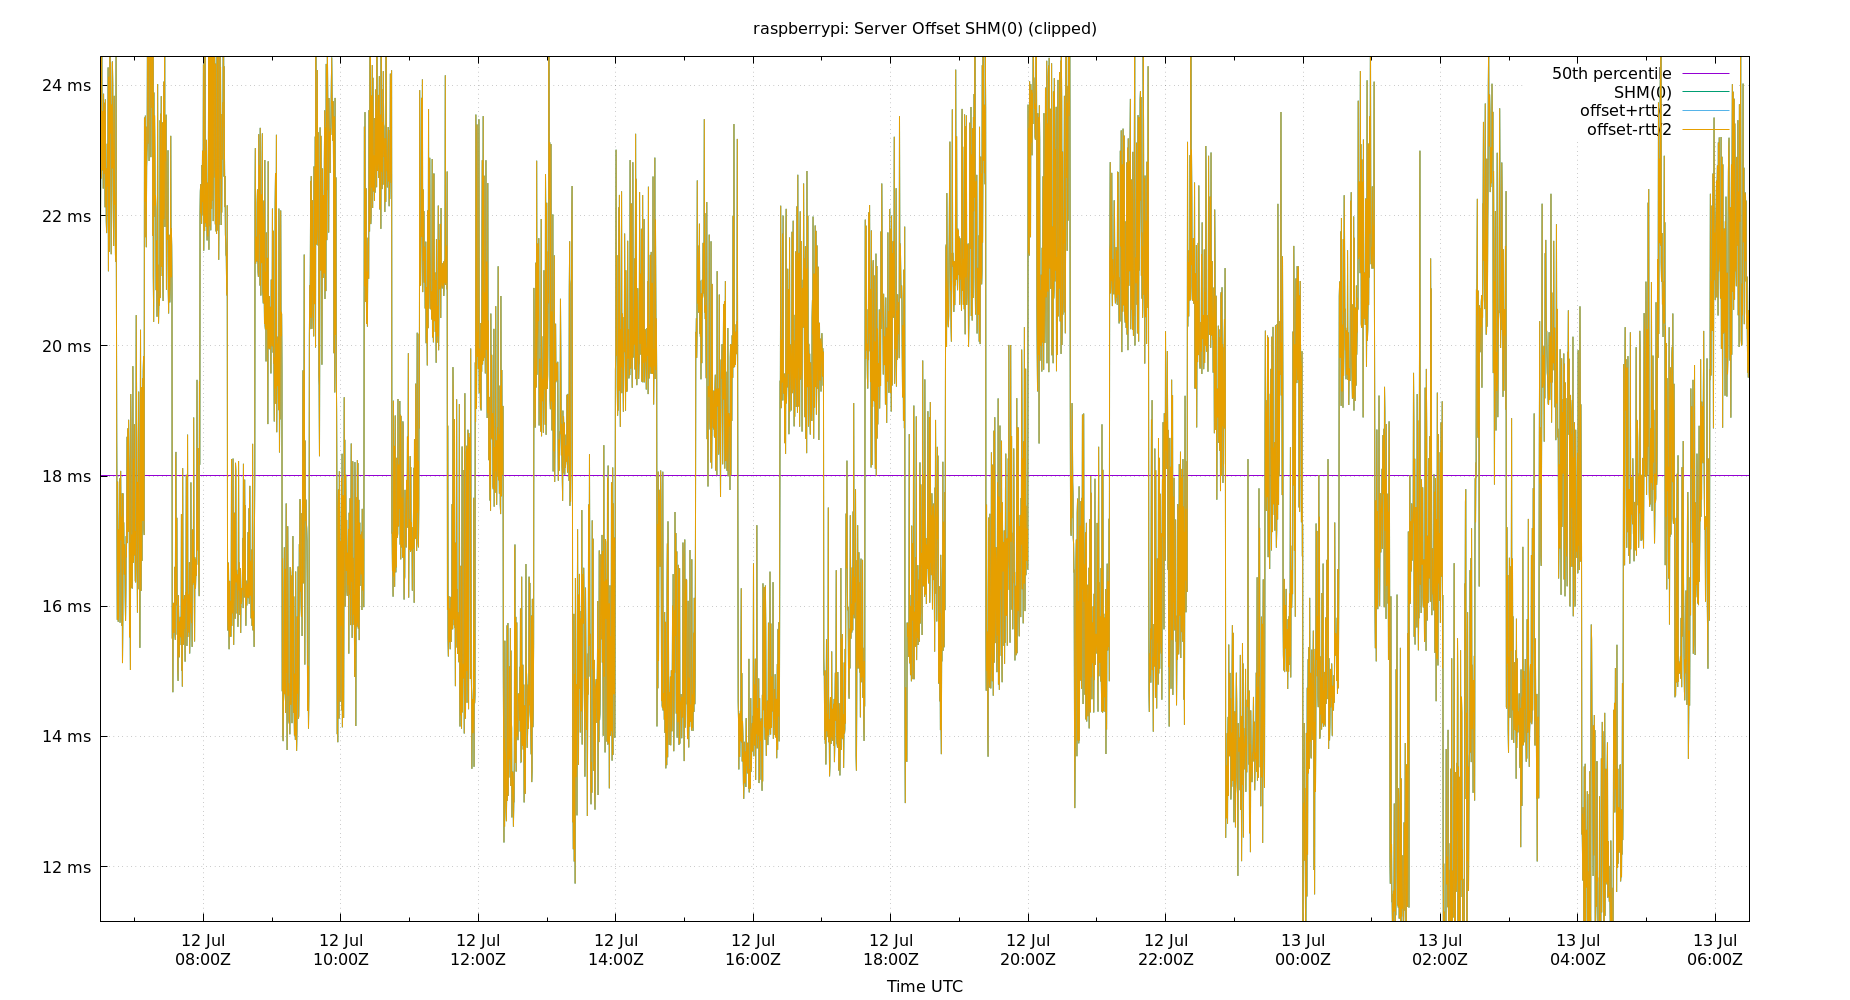 raspberrypi: Server Offset SHM(0) (clipped)
50th percentile
SHM(0)
offset+rtt/2
offset-rtt/2
24 ms
22 ms
20 ms
18 ms
16 ms
14 ms
12 ms
12 Jul 12 Jul 12 Jul 12 Jul 12 Jul 12 Jul 12 Jul 12 Jul 13 Jul 13 Jul 13 Jul 13 Jul
08:00Z 10:00Z 12:00Z 14:00Z 16:00Z 18:00Z 20:00Z 22:00Z 00:00Z 02:00Z 04:00Z 06:00Z
Time UTC